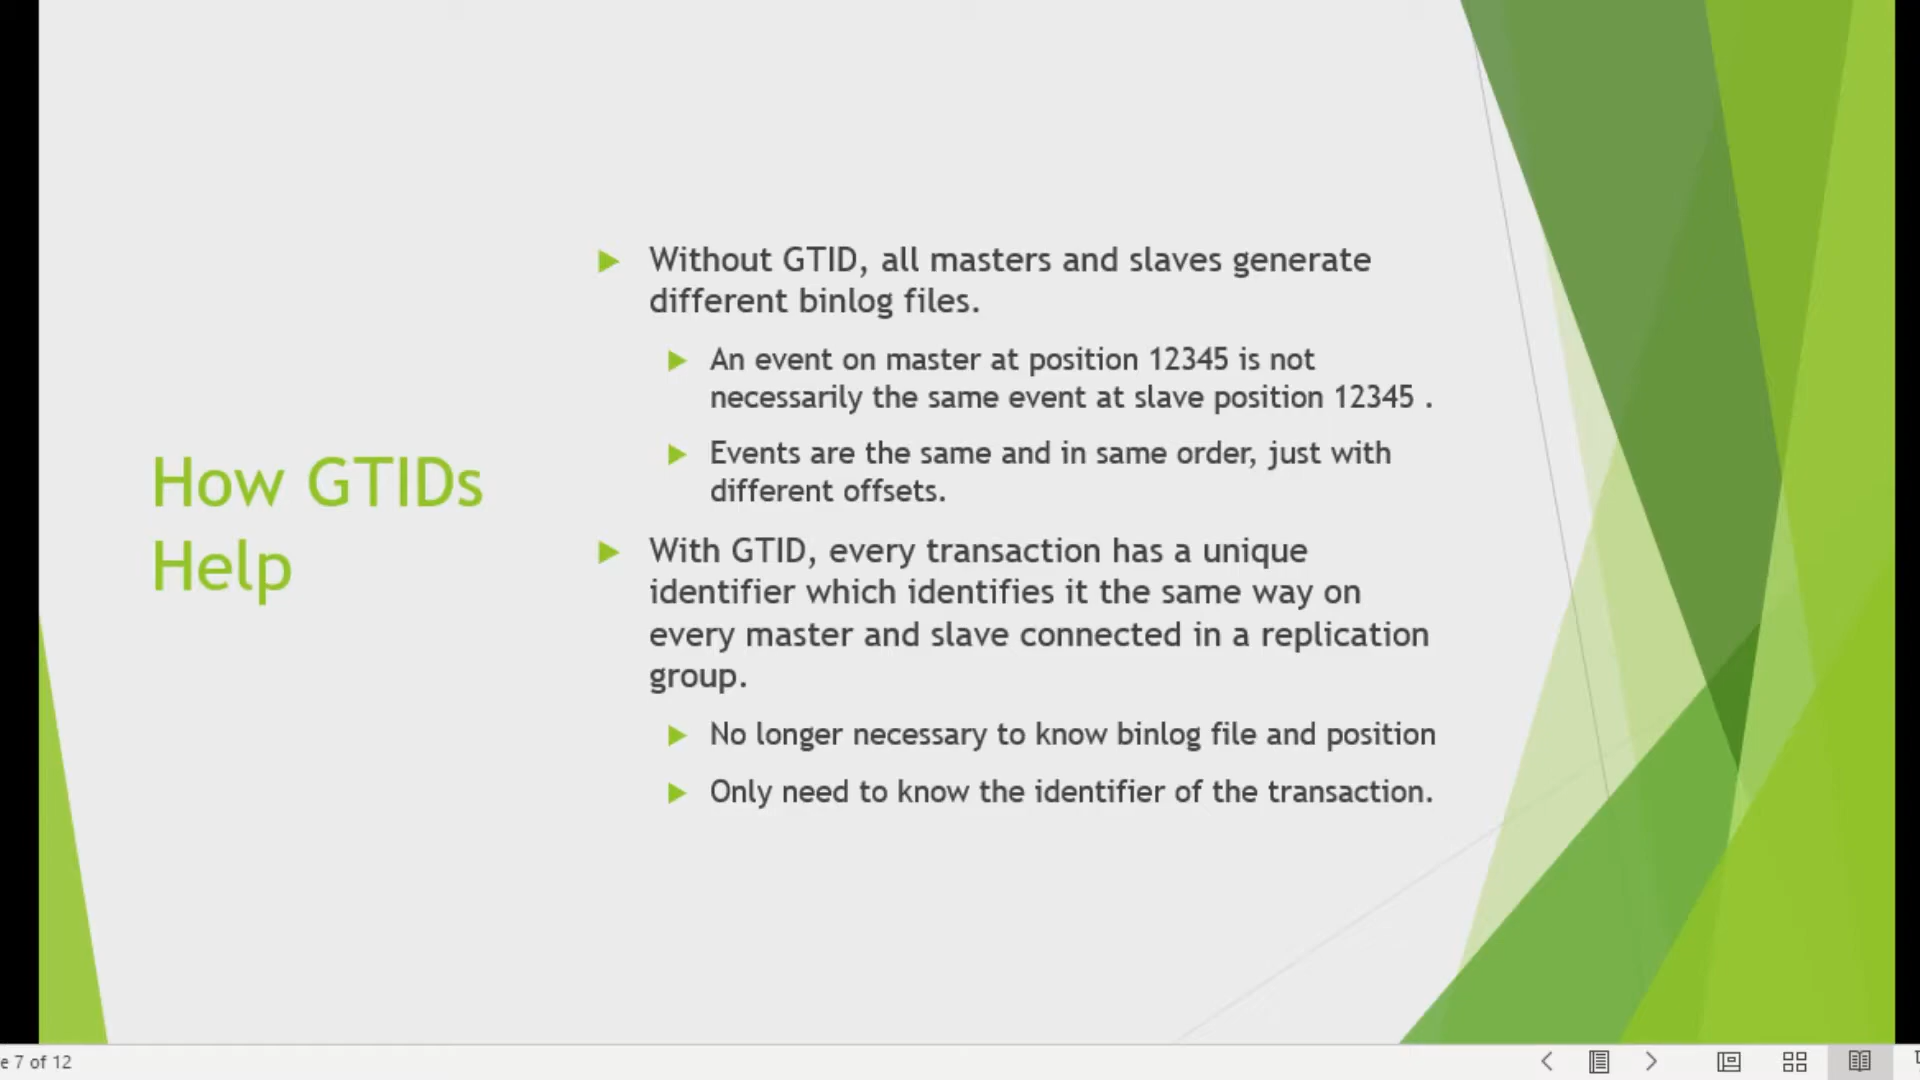 How GTIDs
Help
Without GTID, all masters and slaves generate
different binlog files.
An event on master at position 12345 is not
necessarily the same event at slave position 12345 .
Events are the same and in same order, just with
different offsets.
With GTID, every transaction has a unique
identifier which identifies it the same way on
every master and slave connected in a replication
group.
No longer necessary to know binlog file and position
Only need to know the identifier of the transaction.
e 7 of 12